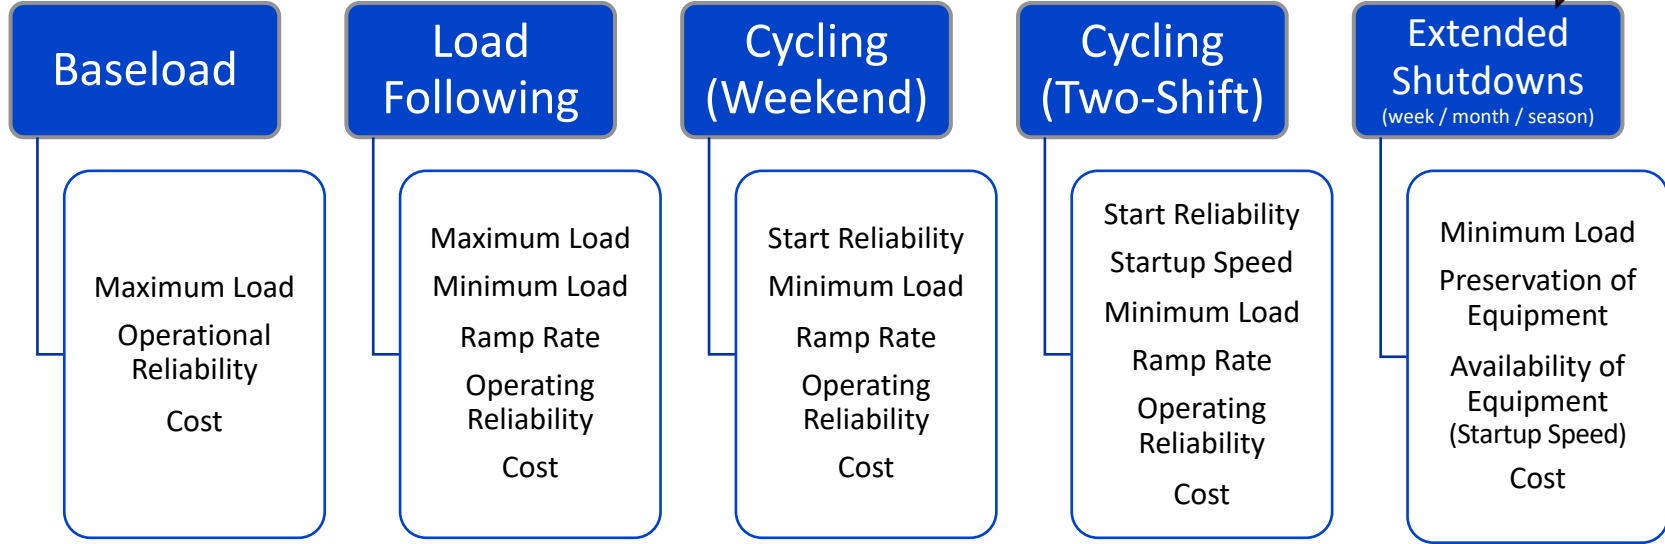 Baseload
Maximum Load
Operational
Reliability
Cost
Load
Following
Maximum Load
Minimum Load
Ramp Rate
Operating
Reliability
Cost
Cycling
(Weekend)
Start Reliability
Minimum Load
Ramp Rate
Operating
Reliability
Cost
Cycling
(Two-Shift)
Start Reliability
Startup Speed
Minimum Load
Ramp Rate
Operating
Reliability
Cost
Extended
Shutdowns
(week / month / season)
Minimum Load
Preservation of
Equipment
Availability of
Equipment
(Startup Speed)
Cost